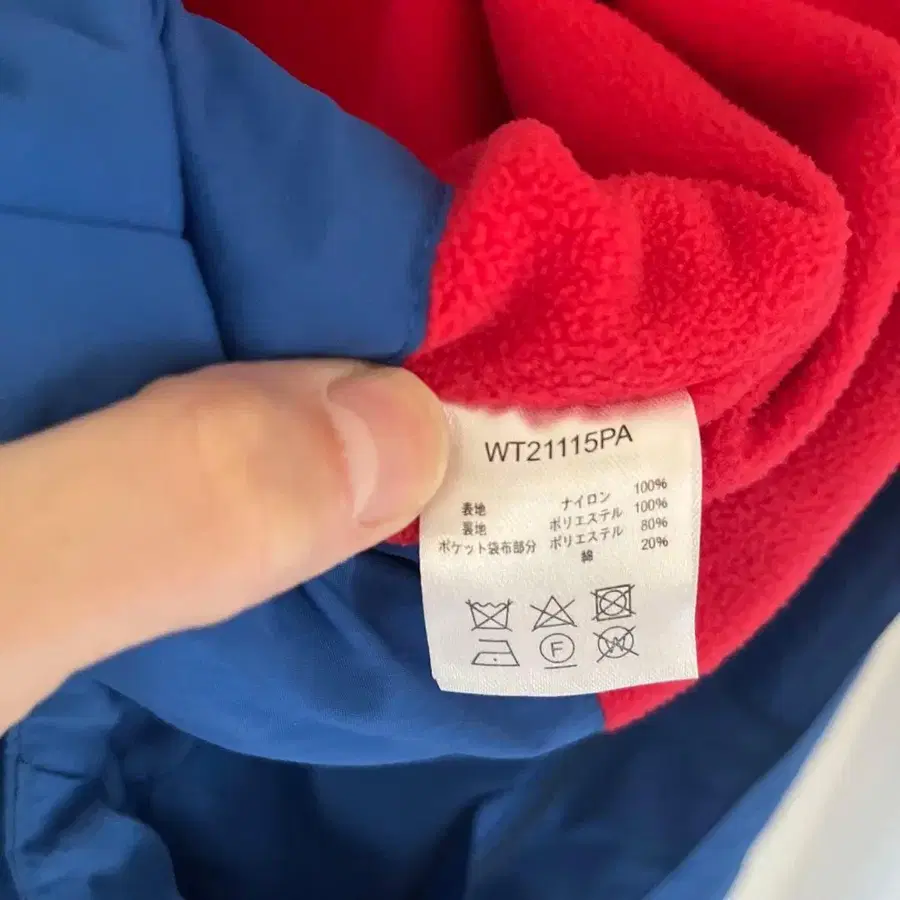 WT21115PA
表地 ナイロン 100%
裏地 ポリエステル 100%
ポケット袋布部分 ポリエステル 80%
綿 20%
F
W